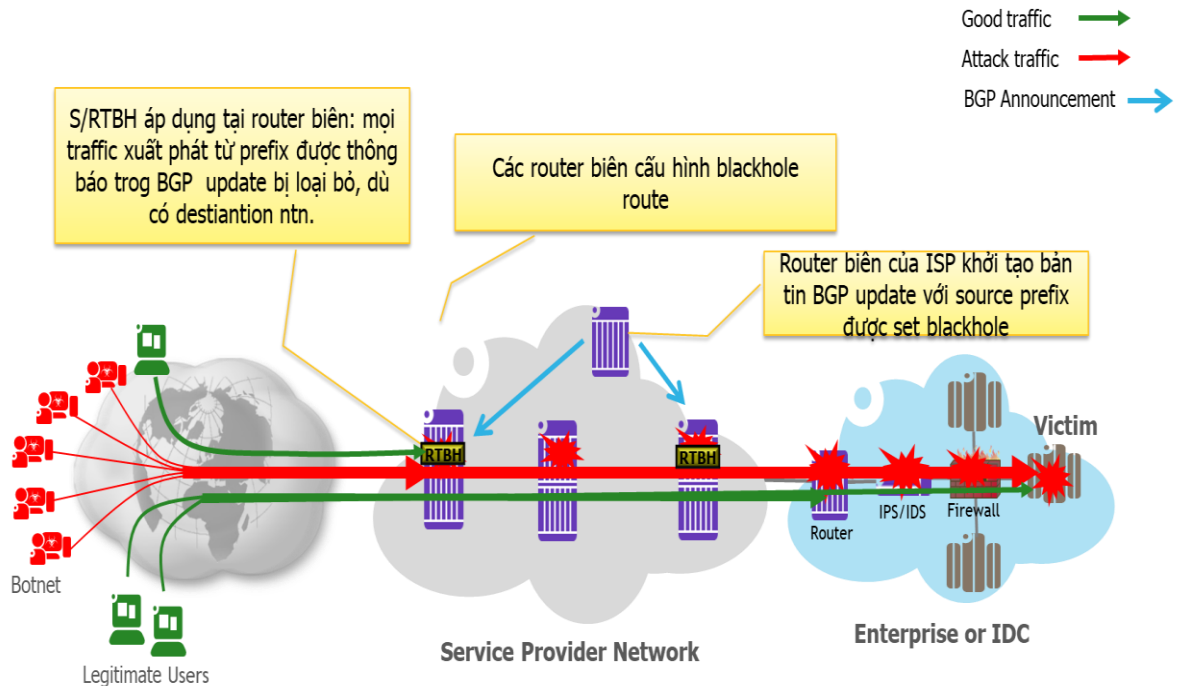 Good traffic
Attack traffic
BGP Announcement
S/RTBH áp dụng tại router biên: mọi
traffic xuất phát từ prefix được thông
báo trog BGP update bị loại bỏ, dù
có destiantion ntn.
Các router biên cấu hình blackhole
route
Router biên của ISP khởi tạo bản
tin BGP update với source prefix
được set blackhole
Victim
RTBH
RTBH
IPS/IDS
Firewall
Router
Botnet
Legitimate Users
Service Provider Network
Enterprise or IDC